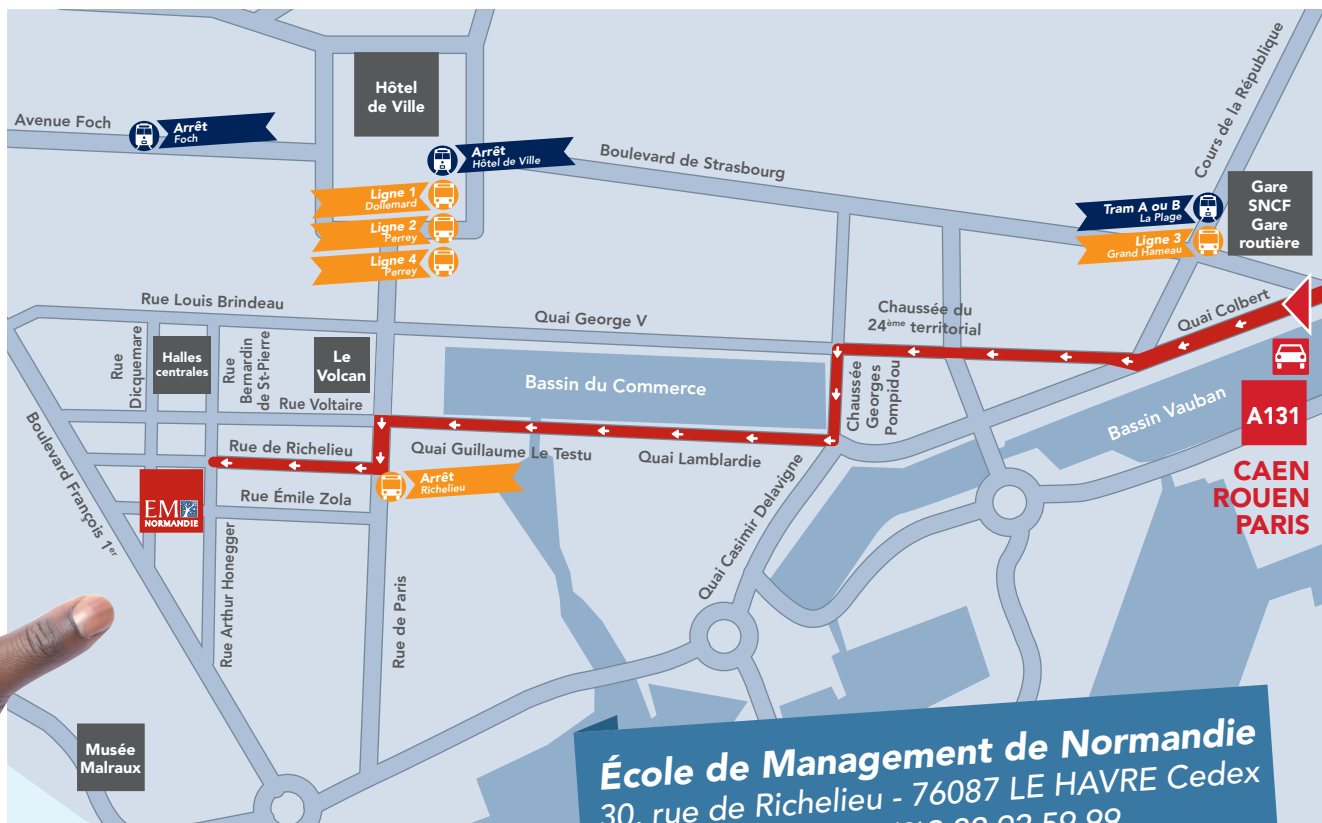 Hôtel
de Ville
Avenue Foch
Arrêt
Foch
Arrêt
Hôtel de Ville
Boulevard de Strasbourg
Cours de la République
Ligne 1
Dollemard
Ligne 2
Perrey
Ligne 4
Perrey
Tram A ou B
La Plage
Ligne 3
Grand Hameau
Gare
SNCF
Gare
routière
Rue Louis Brindeau
Quai George V
Chaussée du
24ème territorial
Quai Colbert
Rue
Dicquemare
Halles
centrales
Rue
Bernardin
de St-Pierre
Le
Volcan
Bassin du Commerce
Chaussée
Georges
Pompidou
Bassin Vauban
A131
CAEN
ROUEN
PARIS
Rue Voltaire
Rue de Richelieu
Quai Guillaume Le Testu
Quai Lamblardie
Arrêt
Richelieu
Rue Émile Zola
EM
NORMANDIE
Boulevard François 1er
Rue Arthur Honegger
Rue de Paris
Quai Casimir Delavigne
Musée
Malraux
École de Management de Normandie
30, rue de Richelieu - 76087 LE HAVRE Cedex
92 59 99